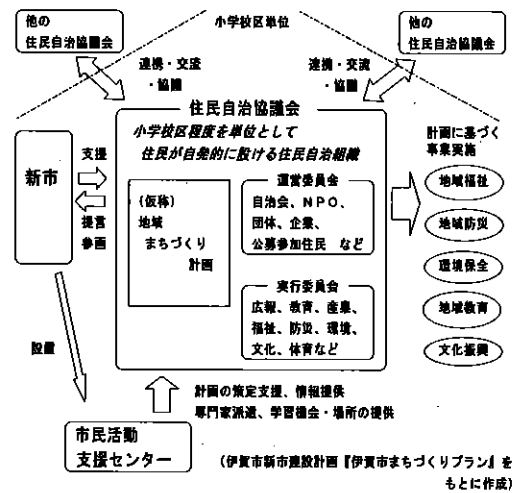 小学校区単位
他の
住民自治協議会
他の
住民自治協議会
連携・交流
・協議
連携・交流
・協議
住民自治協議会
小学校区程度を単位として
住民が自発的に設ける住民自治組織
新市
支援
提言
参画
(仮称)
地域
まちづくり
計画
運営委員会
自治会、NPO、
団体、企業、
公募参加住民 など
実行委員会
広報、教育、産業、
福祉、防災、環境、
文化、体育など
計画に基づく
事業実施
地域福祉
地域防災
環境保全
地域教育
文化振興
設置
計画の策定支援、情報提供
専門家派遣、学習機会・場所の提供
市民活動
支援センター
(伊賀市新市建設計画『伊賀市まちづくりプラン』を
もとに作成)